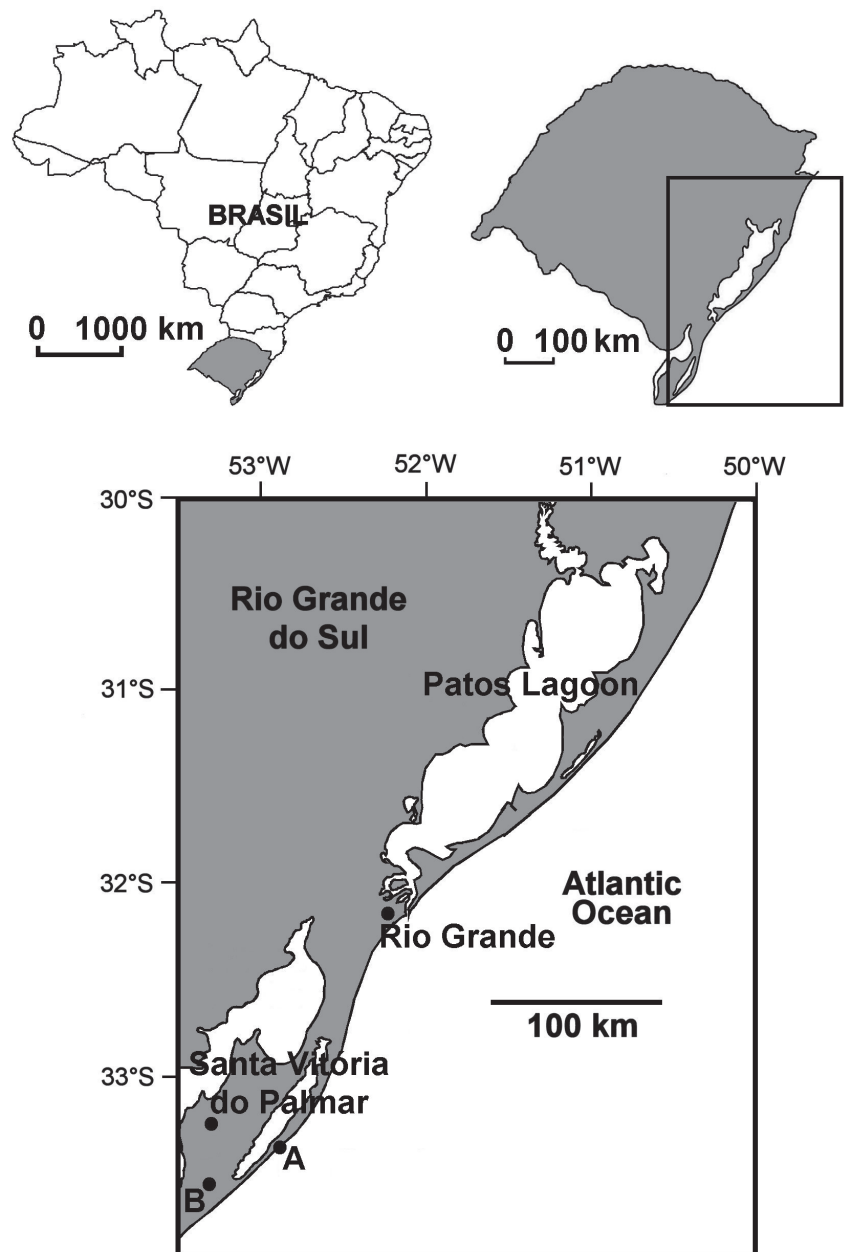 BRASIL
0 1000 km
0 100 km
53°W 52°W 51°W 50°W
30°S
Rio Grande
do Sul
31°S
Patos Lagoon
32°S
Atlantic
Ocean
Rio Grande
100 km
33°S
Santa Vitória
do Palmar
A
B